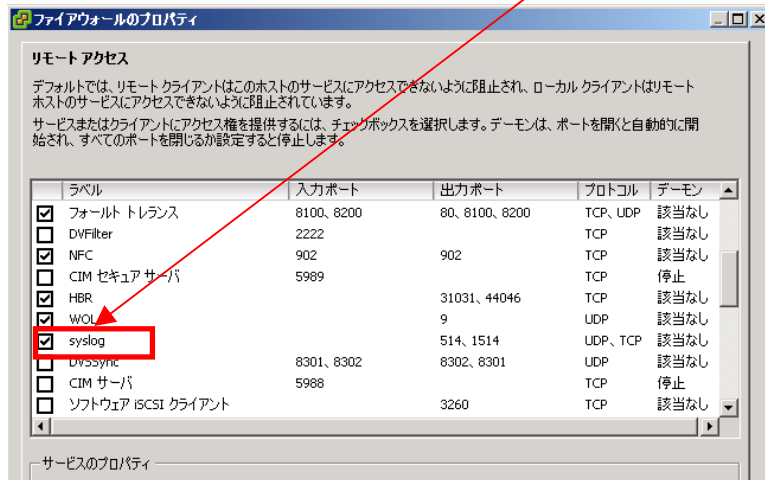 ファイアウォールのプロパティ
リモート アクセス
デフォルトでは、リモート クライアントはこのホストのサービスにアクセスできないように阻止され、ローカル クライアントはリモート
ホストのサービスにアクセスできないように阻止されています。
サービスまたはクライアントにアクセス権を提供するには、チェックボックスを選択します。デーモンは、ポートを開くと自動的に開
始され、すべてのポートを閉じるか設定すると停止します。
ラベル 入力ポート 出力ポート プロトコル デーモン
フォールト トレランス 8100、8200 80、8100、8200 TCP、UDP 該当なし
DVFilter 2222 TCP 該当なし
NFC 902 902 TCP 該当なし
CIM セキュア サーバ 5989 TCP 停止
HBR 31031、44046 TCP 該当なし
WOL 9 UDP 該当なし
syslog 514、1514 UDP、TCP 該当なし
DVSSync 8301、8302 8302、8301 UDP 該当なし
CIM サーバ 5988 TCP 停止
ソフトウェア iSCSI クライアント 3260 TCP 該当なし
サービスのプロパティ